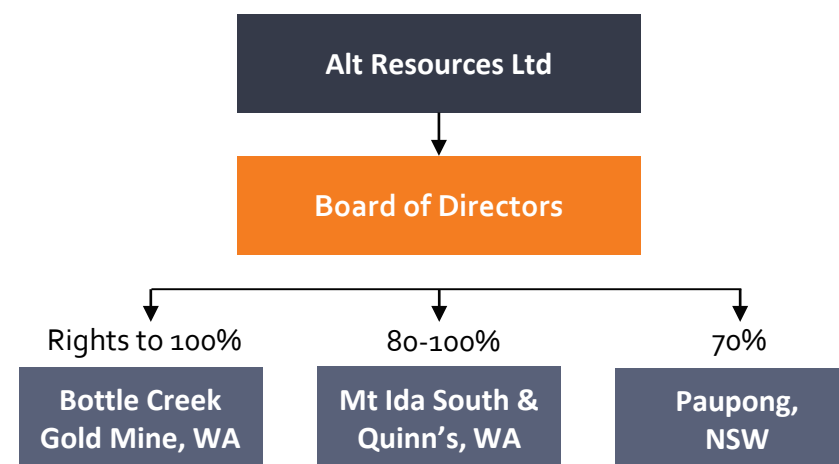 Alt Resources Ltd
Board of Directors
Rights to 100%
80-100%
70%
Bottle Creek
Gold Mine, WA
Mt Ida South &
Quinn's, WA
Paupong,
NSW